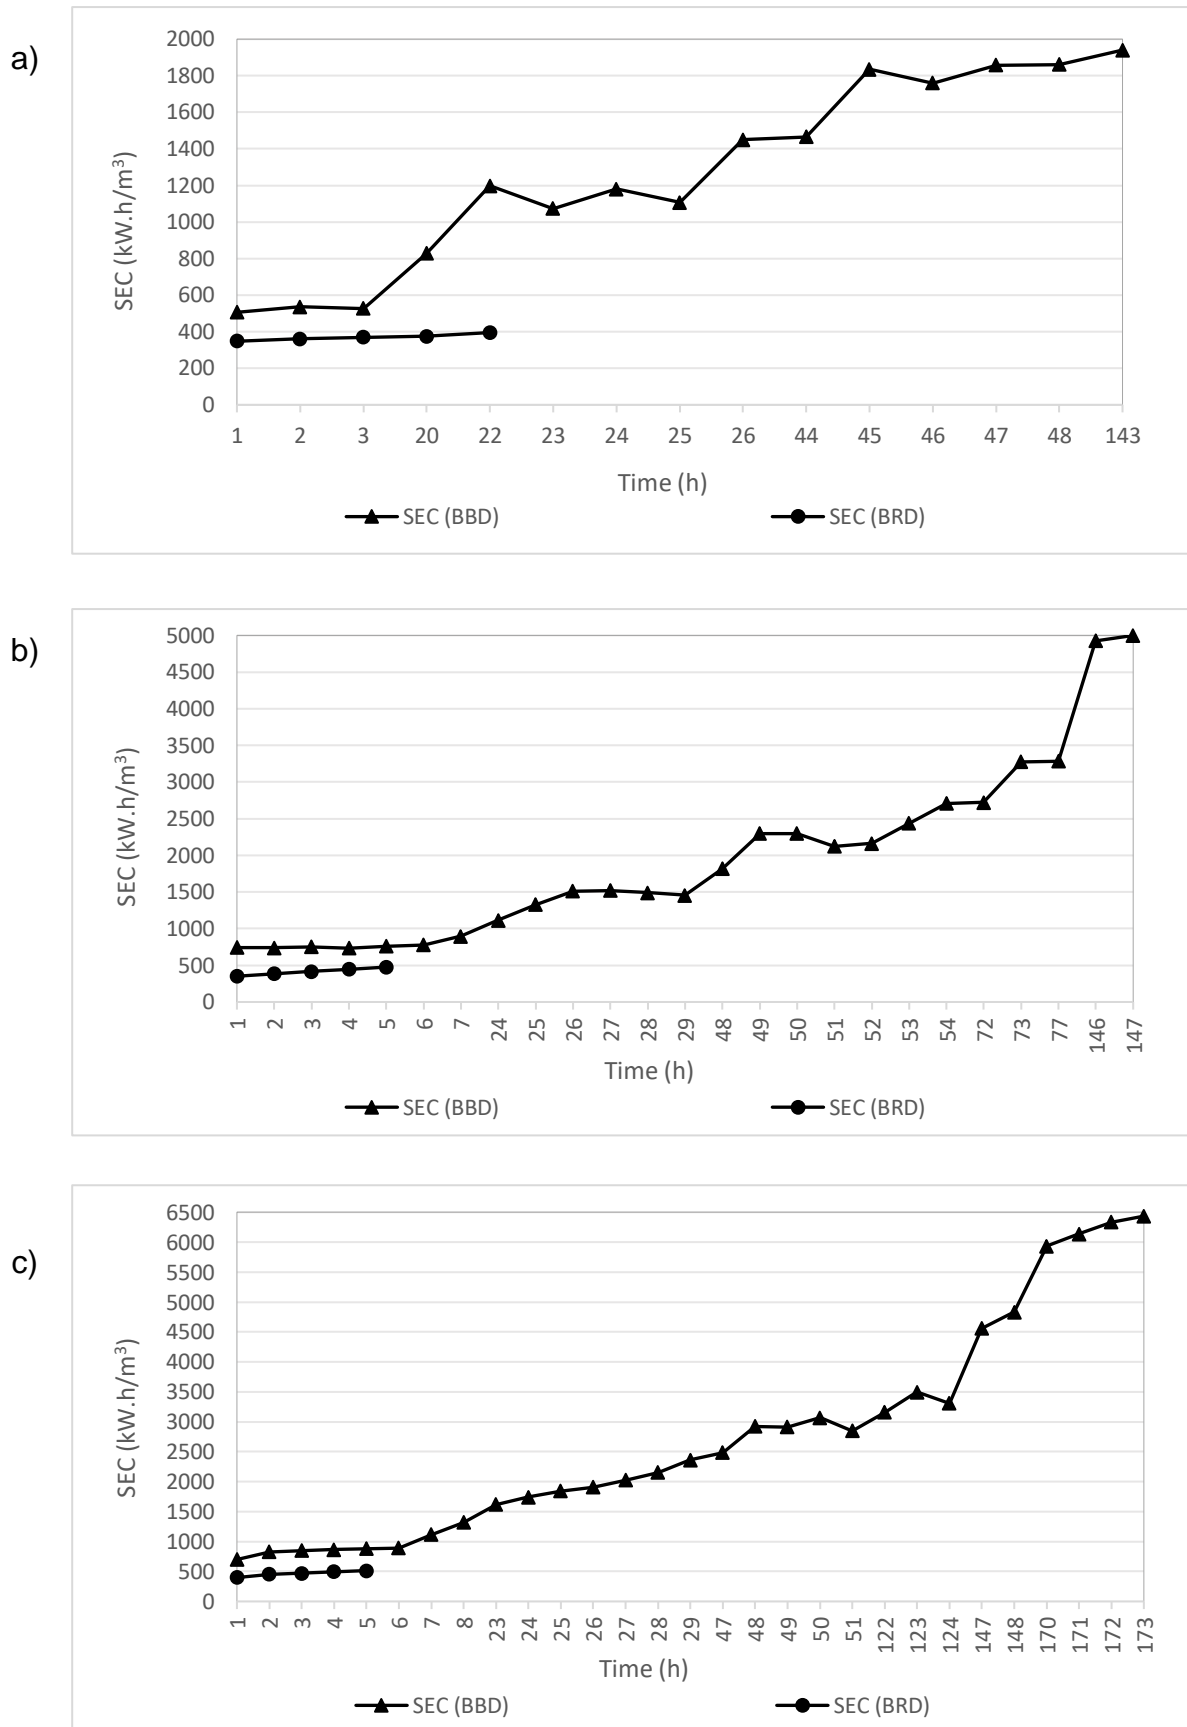 a)
2000
1800
1600
1400
1200
1000
800
600
400
200
0
SEC (kW.h/m³)
1 2 3 20 22 23 24 25 26 44 45 46 47 48 143
Time (h)
SEC (BBD) SEC (BRD)
b)
5000
4500
4000
3500
3000
2500
2000
1500
1000
500
0
SEC (kW.h/m³)
1 2 3 4 5 6 7 24 25 26 27 28 29 48 49 50 51 52 53 54 72 73 77 146 147
Time (h)
SEC (BBD) SEC (BRD)
c)
6500
6000
5500
5000
4500
4000
3500
3000
2500
2000
1500
1000
500
0
SEC (kW.h/m³)
1 2 3 4 5 6 7 8 23 24 25 26 27 28 29 47 48 49 50 51 122 123 124 147 148 170 171 172 173
Time (h)
SEC (BBD) SEC (BRD)